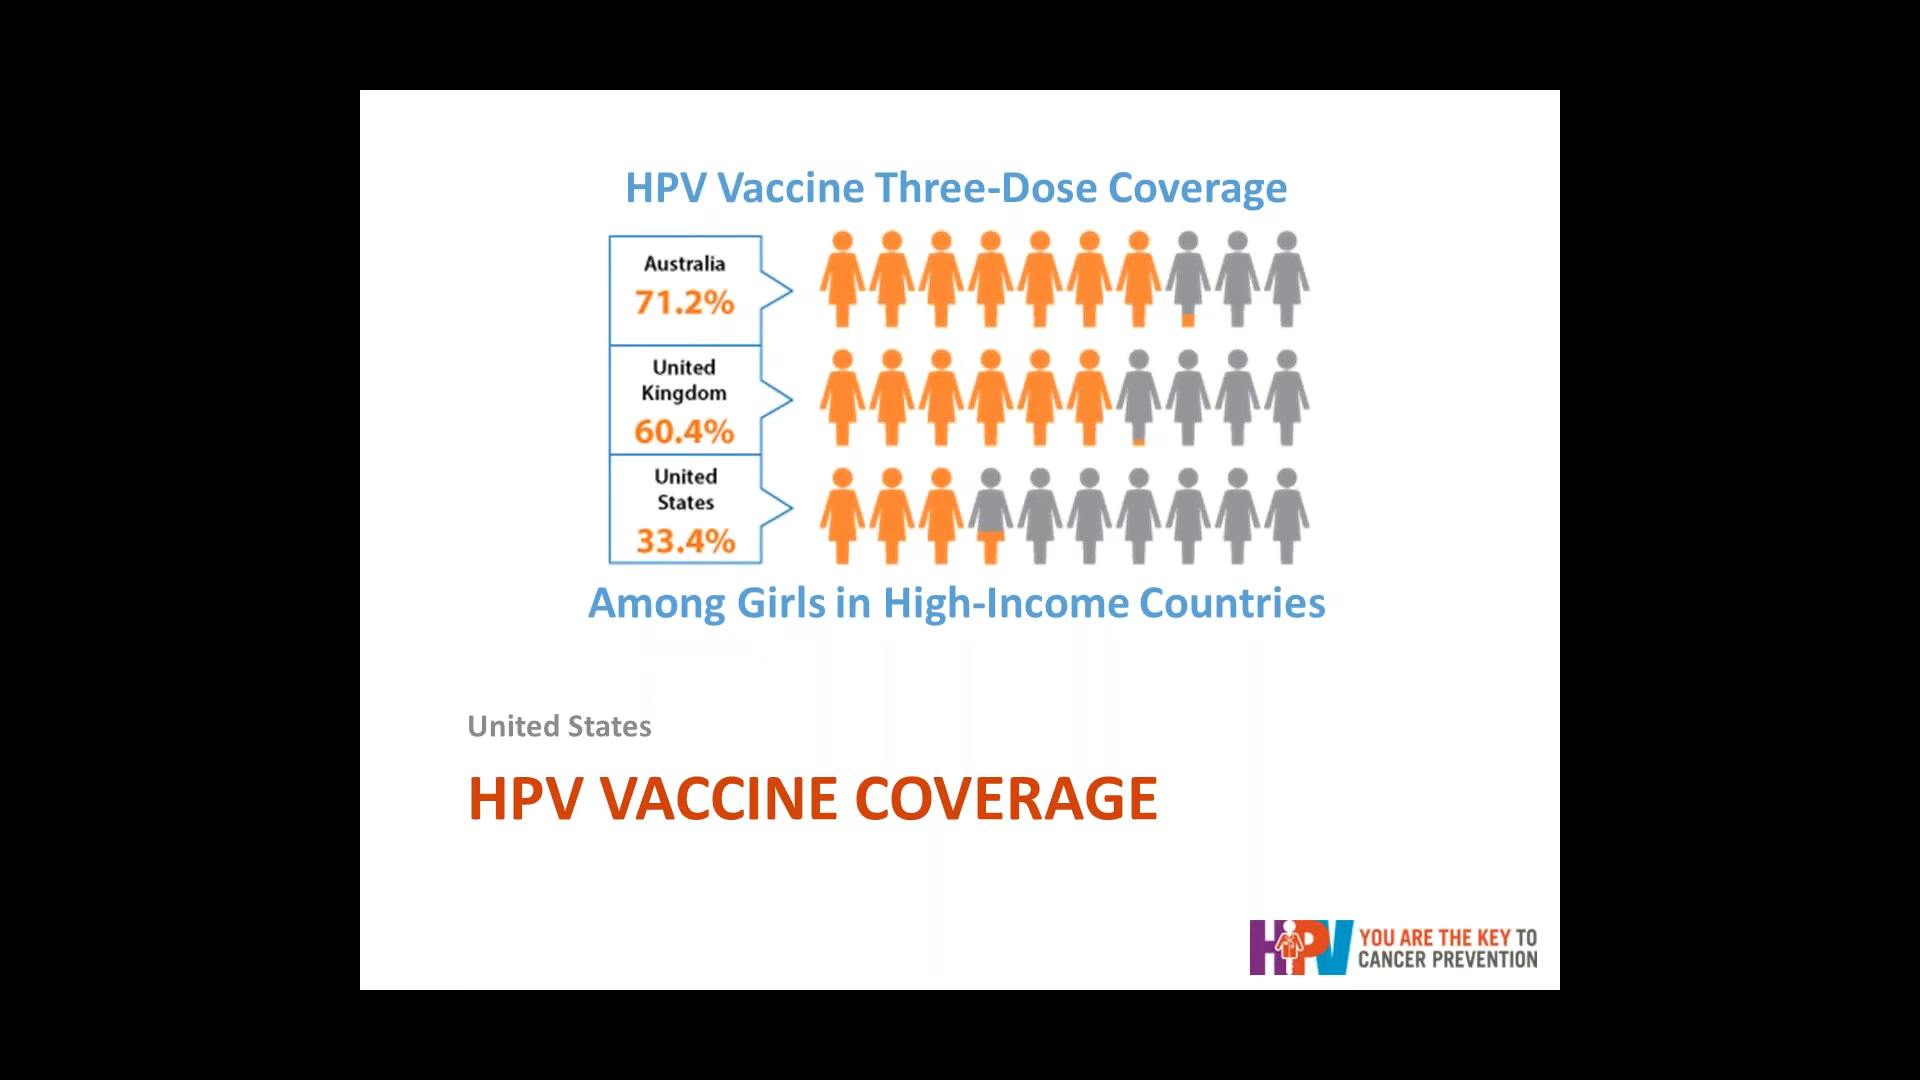 HPV Vaccine Three-Dose Coverage
Australia
71.2%
United
Kingdom
60.4%
United
States
33.4%
Among Girls in High-Income Countries
United States
HPV VACCINE COVERAGE
HPV
YOU ARE THE KEY TO
CANCER PREVENTION